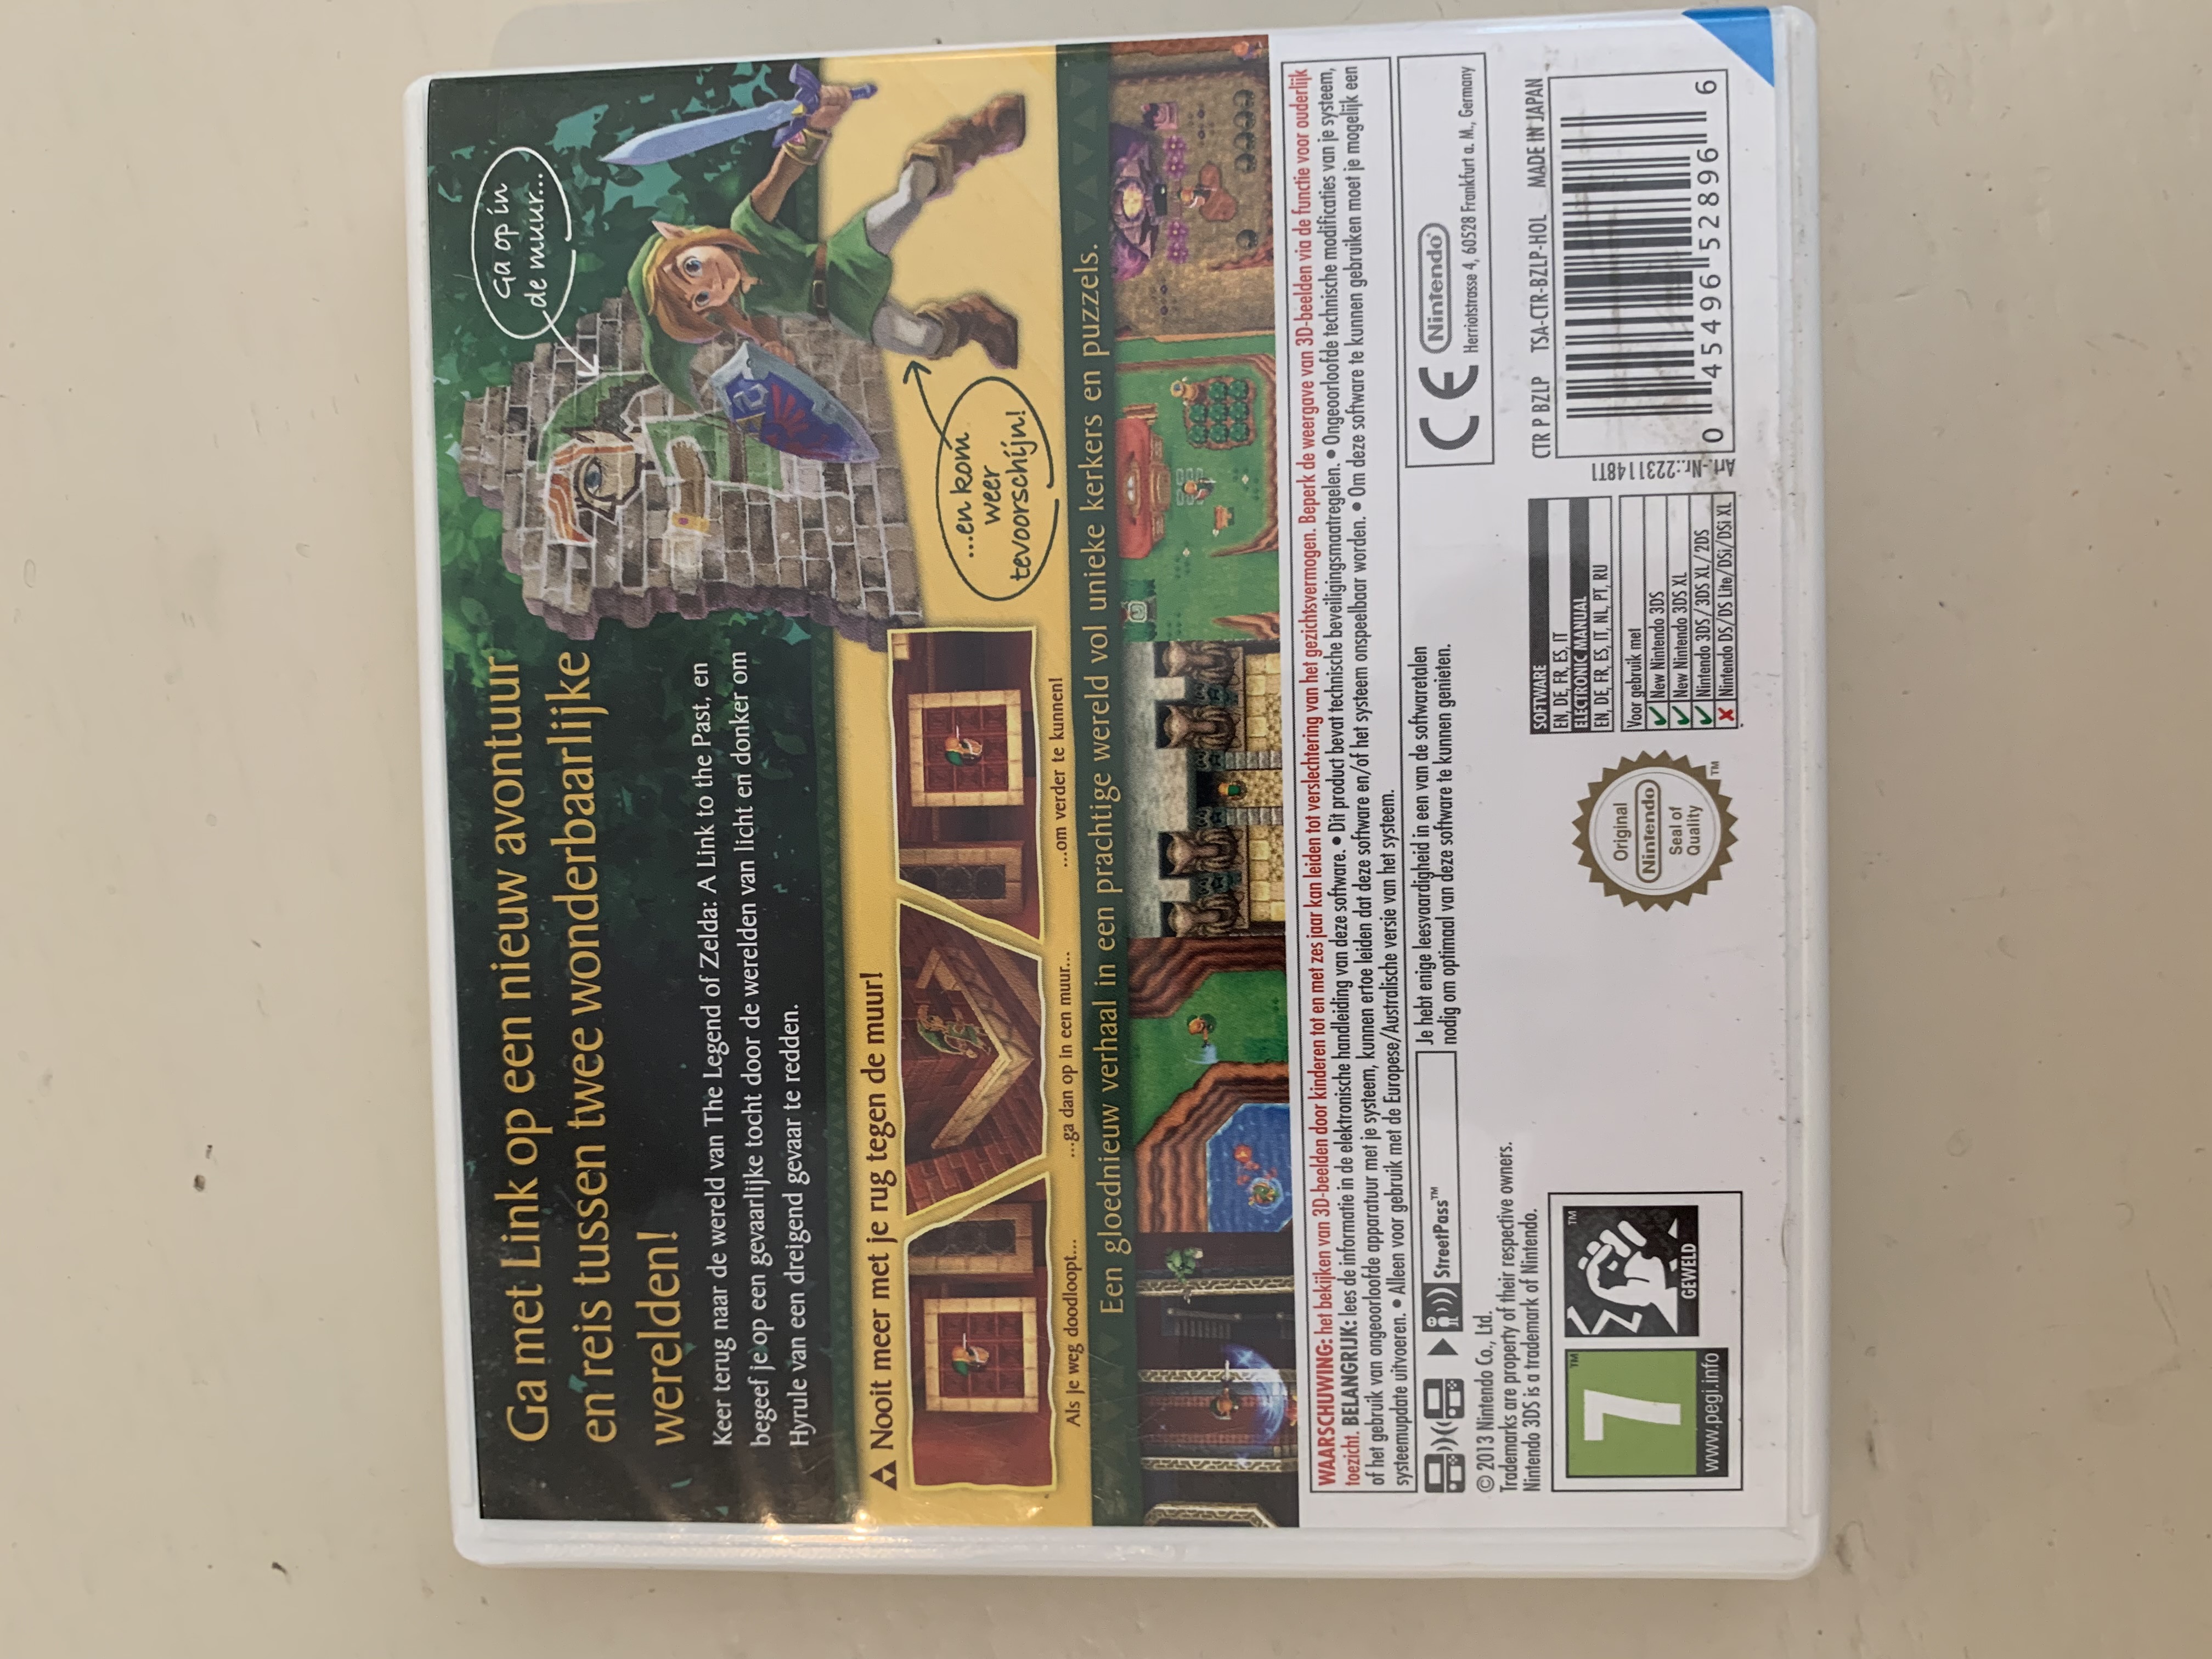 Ga met Link op een nieuw avontuur
en reis tussen twee wonderbaarlijke
werelden!
Keer terug naar de wereld van The Legend of Zelda: A Link to the Past, en
begeef je op een gevaarlijke tocht door de werelden van licht en donker om
Hyrule van een dreigend gevaar te redden.
Ga op in
de muur...
Nooit meer met je rug tegen de muur!
...en kom
weer
tevoorschijn!
Als je weg doodloopt...
...ga dan op in een muur...
...om verder te kunnen!
Een gloednieuw verhaal in een prachtige wereld vol unieke kerkers en puzzels.
WAARSCHUWING: het bekijken van 3D-beelden door kinderen tot en met zes jaar kan leiden tot verslechtering van het gezichtsvermogen. Beperk de weergave van 3D-beelden via de functie voor ouderlijk
toezicht. BELANGRIJK: lees de informatie in de elektronische handleiding van deze software. • Dit product bevat technische beveiligingsmaatregelen. • Ongeoorloofde technische modificaties van je systeem,
of het gebruik van ongeoorloofde apparatuur met je systeem, kunnen ertoe leiden dat deze software en/of het systeem onspeelbaar worden. • Om deze software te kunnen gebruiken moet je mogelijk een
systeemupdate uitvoeren. • Alleen voor gebruik met de Europese/Australische versie van het systeem.
StreetPass™
Je hebt enige leesvaardigheid in een van de softwaretalen
nodig om optimaal van deze software te kunnen genieten.
CE
Nintendo®
Herriotstrasse 4, 60528 Frankfurt a. M., Germany
© 2013 Nintendo Co., Ltd.
Trademarks are property of their respective owners.
Nintendo 3DS is a trademark of Nintendo.
7 ™
www.pegi.info
™
GEWELD
Original
Nintendo
Seal of
Quality
™
SOFTWARE
EN, DE, FR, ES, IT
ELECTRONIC MANUAL
EN, DE, FR, ES, IT, NL, PT, RU
Voor gebruik met
New Nintendo 3DS
New Nintendo 3DS XL
Nintendo 3DS/3DS XL/2DS
Nintendo DS/DS Lite/DSi/DSi XL
CTR P BZLP TSA-CTR-BZLP-HOL MADE IN JAPAN
Art.-Nr.:2231148T1
0 45496 52896 6